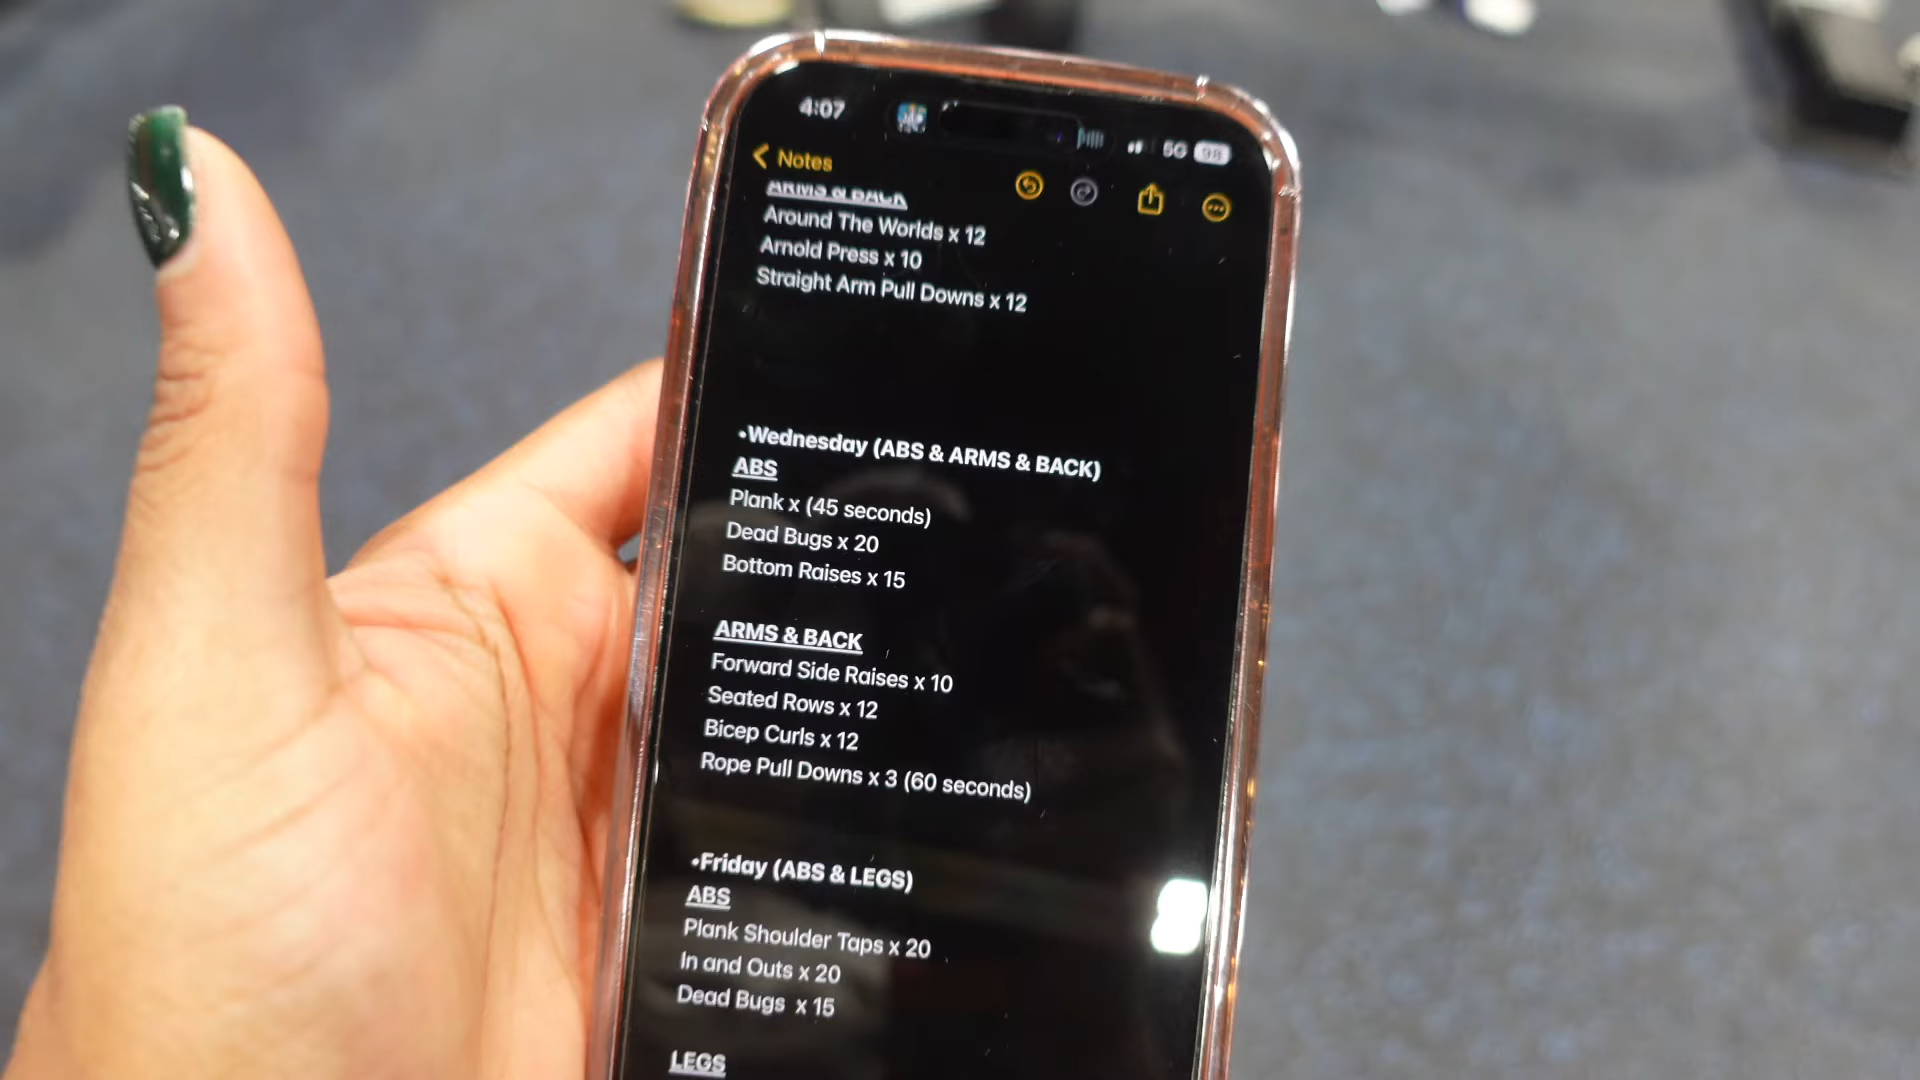 4:07
5G 98
Notes
ARMS & BACK
Around The Worlds x 12
Arnold Press x 10
Straight Arm Pull Downs x 12
•Wednesday (ABS & ARMS & BACK)
ABS
Plank x (45 seconds)
Dead Bugs x 20
Bottom Raises x 15
ARMS & BACK
Forward Side Raises x 10
Seated Rows x 12
Bicep Curls x 12
Rope Pull Downs x 3 (60 seconds)
•Friday (ABS & LEGS)
ABS
Plank Shoulder Taps x 20
In and Outs x 20
Dead Bugs  x 15
LEGS